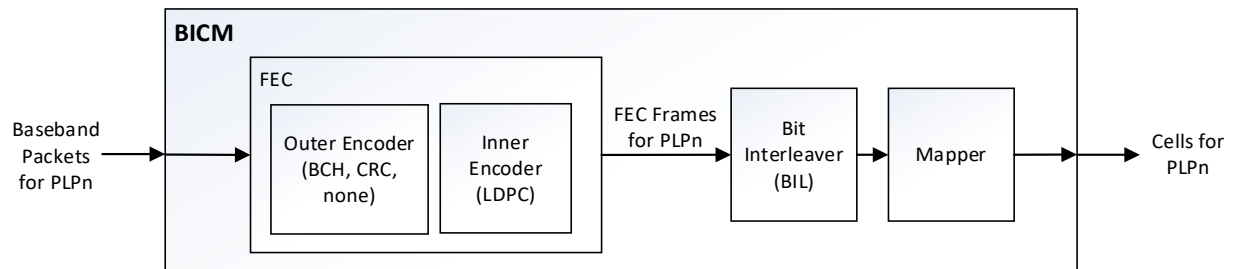 BICM
FEC
Baseband
Packets
for PLPn
Outer Encoder
(BCH, CRC,
none)
Inner
Encoder
(LDPC)
FEC Frames
for PLPn
Bit
Interleaver
(BIL)
Mapper
Cells for
PLPn